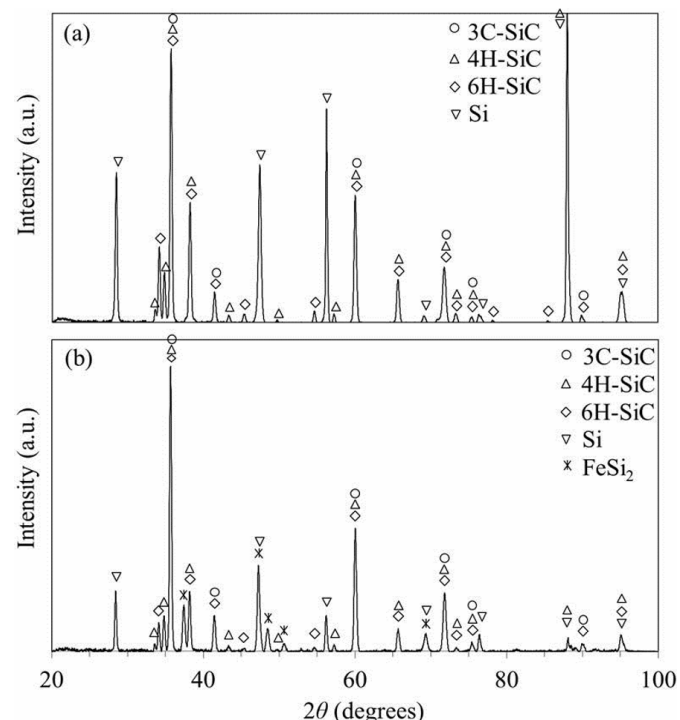 (a)
○ 3C-SiC
△ 4H-SiC
◇ 6H-SiC
▽ Si
Intensity (a.u.)
(b)
○ 3C-SiC
△ 4H-SiC
◇ 6H-SiC
▽ Si
FeSi₂
Intensity (a.u.)
20 40 60 80 100
2θ (degrees)